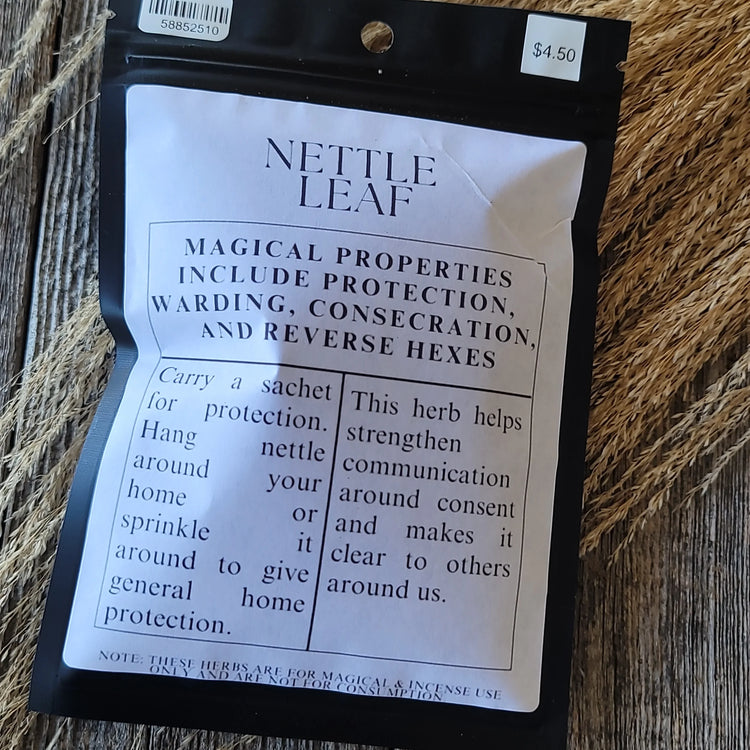 58852510
$4.50
NETTLE
LEAF
MAGICAL PROPERTIES
INCLUDE PROTECTION,
WARDING, CONSECRATION,
AND REVERSE HEXES
Carry a sachet
for protection.
Hang nettle
around your
home or
sprinkle it
around to give
general home
protection.
This herb helps
strengthen
communication
around consent
and makes it
clear to others
around us.
NOTE: THESE HERBS ARE FOR MAGICAL & INCENSE USE
ONLY AND ARE NOT FOR CONSUMPTION